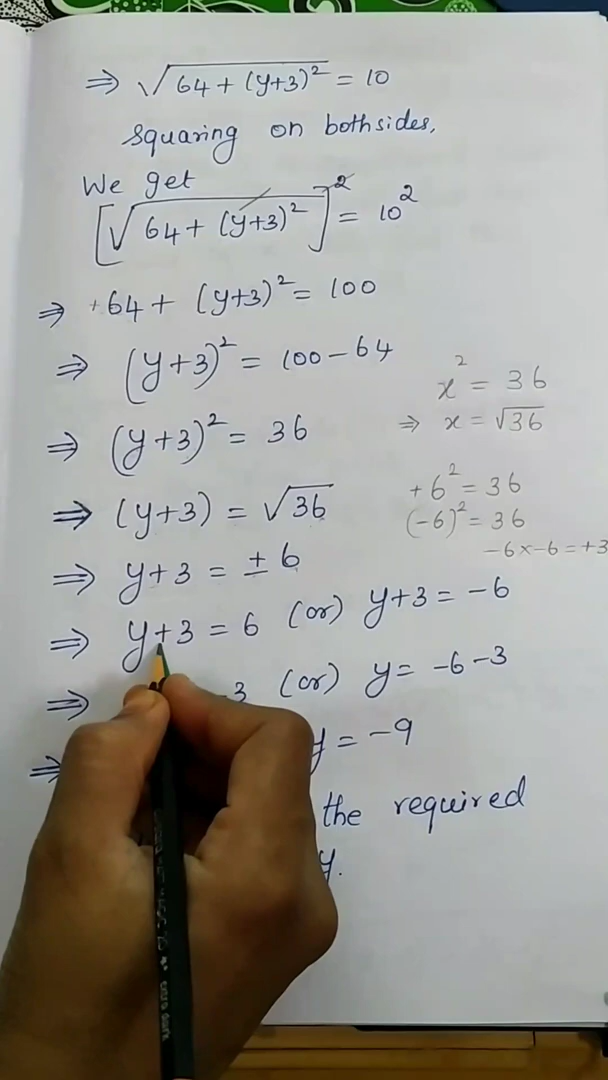 ⇒ √(64 + (y+3)²) = 10
Squaring on bothsides,
We get
[√(64 + (y+3)²)]² = 10²
⇒ +64 + (y+3)² = 100
⇒ (y+3)² = 100 - 64
x² = 36
⇒ x = √36
⇒ (y+3)² = 36
⇒ (y+3) = √36
+6² = 36
(-6)² = 36
-6 × -6 = +3
⇒ y+3 = ± 6
⇒ y+3 = 6 (or) y+3 = -6
⇒ -3 (or) y = -6 -3
⇒ y = -9
the required
y.